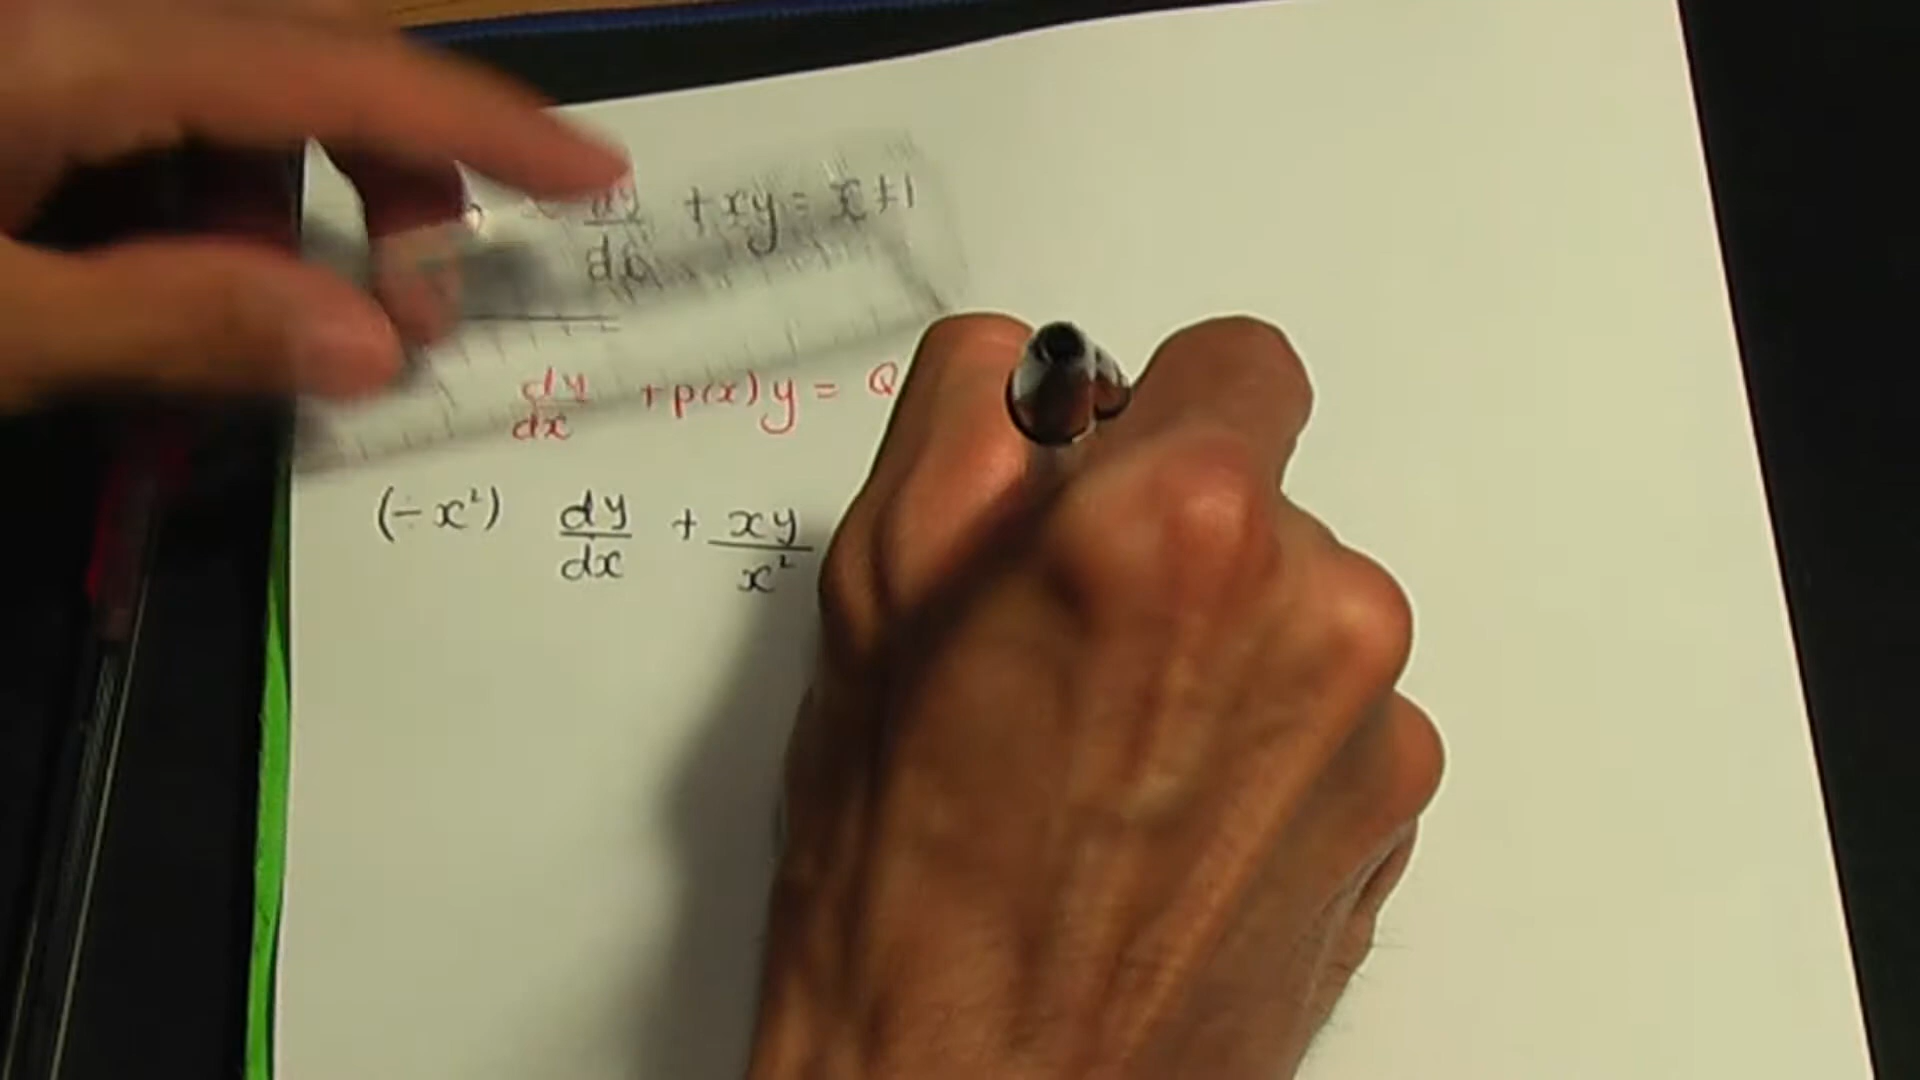 dy/dx + xy = x+1
dy/dx + p(x)y = Q
(÷x²) dy/dx + xy/x²